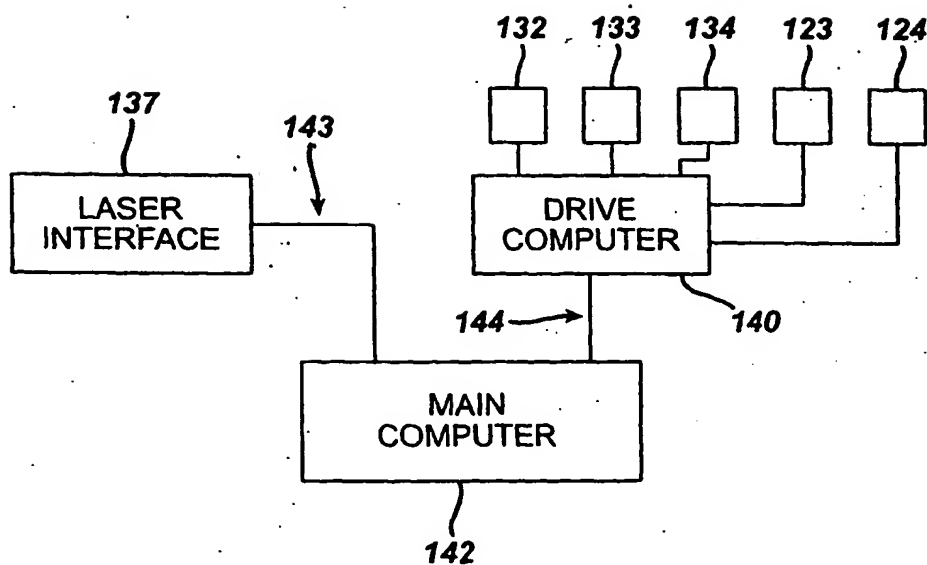 132 133 134 123 124
137
143
LASER
INTERFACE
DRIVE
COMPUTER
144
140
MAIN
COMPUTER
142